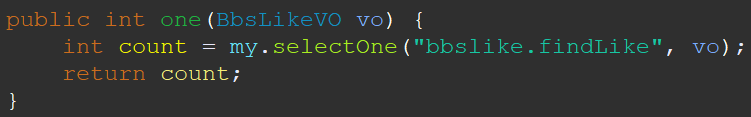 public int one(BbsLikeVO vo) {
    int count = my.selectOne("bbslike.findLike", vo);
    return count;
}